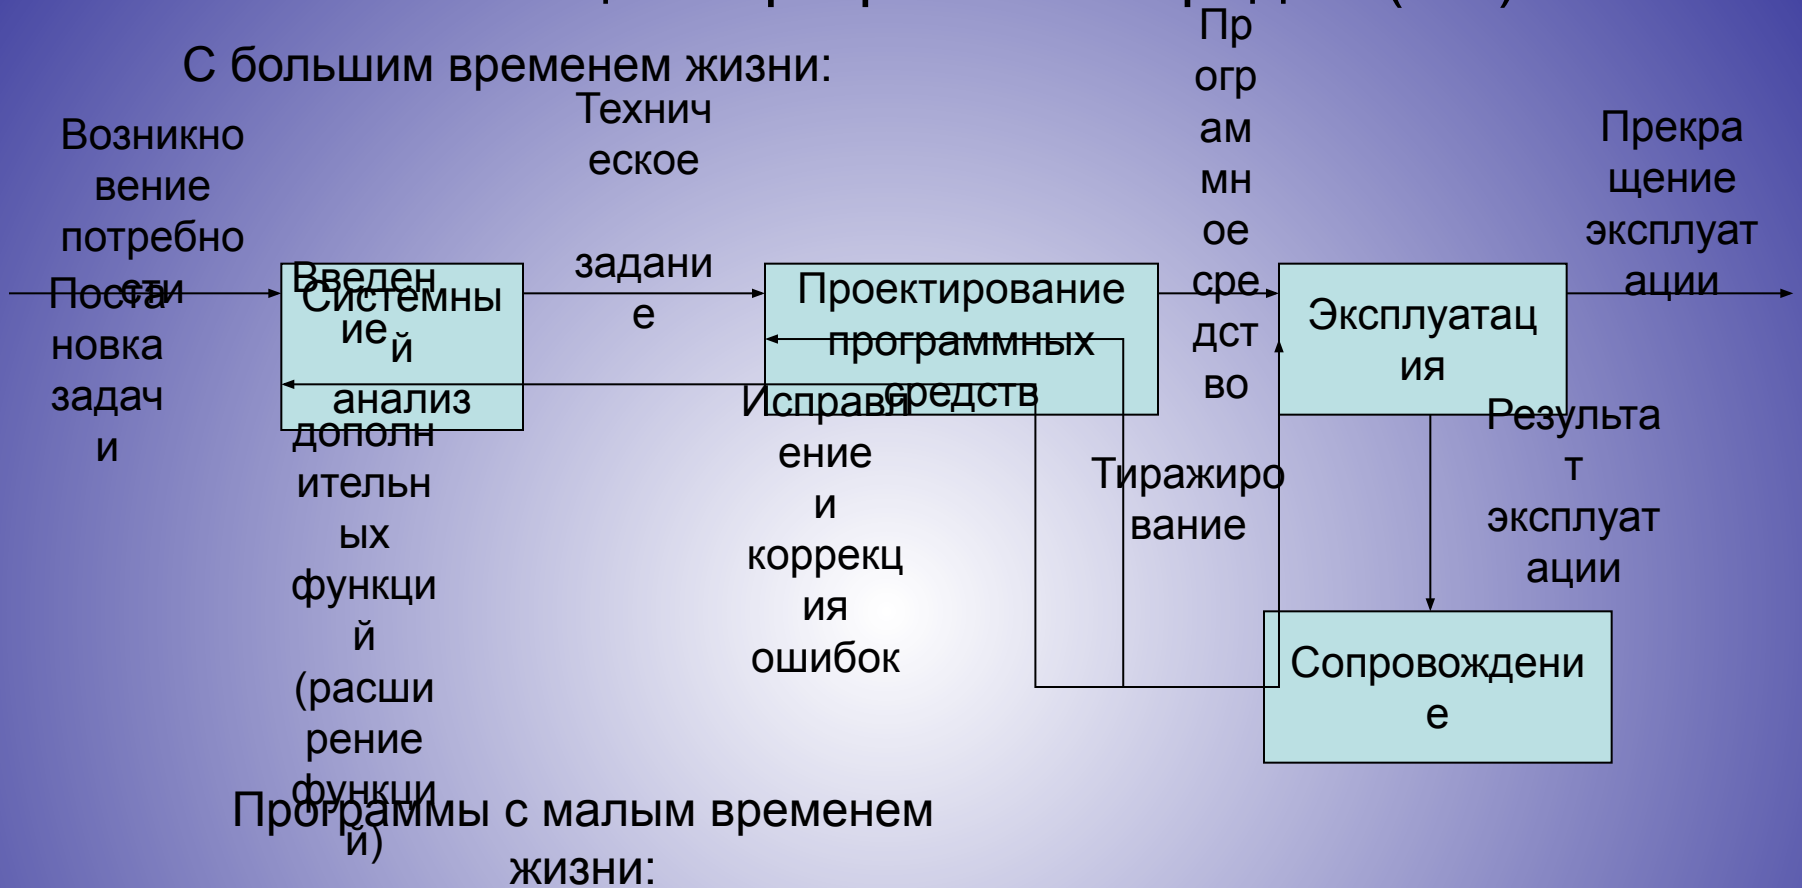 С большим временем жизни:
Возникно
вение
потребно
сти
Поста
новка
задач
и
Системны
й
анализ
Введен
ие
дополн
ительн
ых
функци
й
(расши
рение
функци
й)
Технич
еское
задани
е
Проектирование
программных
средств
Исправл
ение
и
коррекц
ия
ошибок
Пр
огр
ам
мн
ое
сре
дст
во
Тиражиро
вание
Эксплуатац
ия
Прекра
щение
эксплуат
ации
Результа
т
эксплуат
ации
Сопровождени
е
Программы с малым временем
жизни: